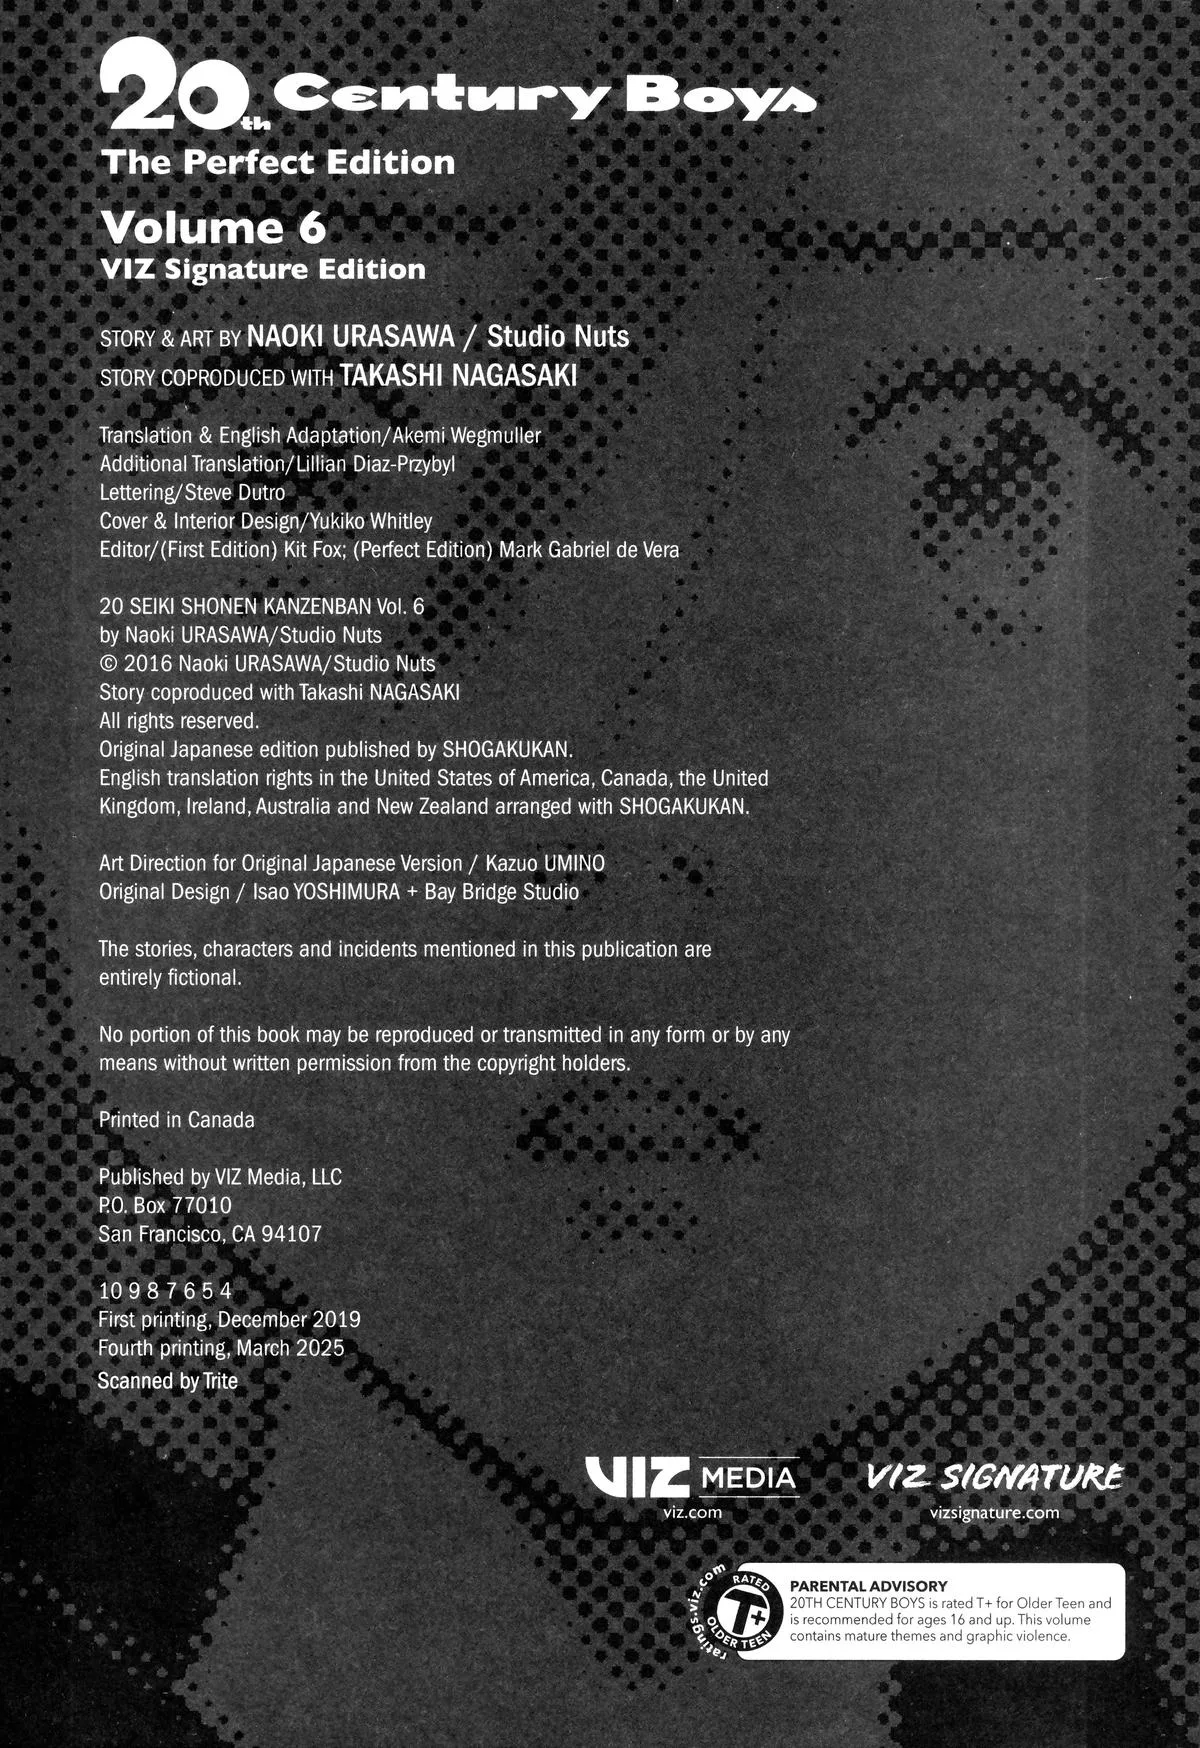 20th Century Boys
The Perfect Edition
Volume 6
VIZ Signature Edition
STORY & ART BY NAOKI URASAWA / Studio Nuts
STORY COPRODUCED WITH TAKASHI NAGASAKI
Translation & English Adaptation/Akemi Wegmuller
Additional Translation/Lillian Diaz-Przybyl
Lettering/Steve Dutro
Cover & Interior Design/Yukiko Whitley
Editor/(First Edition) Kit Fox; (Perfect Edition) Mark Gabriel de Vera
20 SEIKI SHONEN KANZENBAN Vol. 6
by Naoki URASAWA/Studio Nuts
© 2016 Naoki URASAWA/Studio Nuts
Story coproduced with Takashi NAGASAKI
All rights reserved.
Original Japanese edition published by SHOGAKUKAN.
English translation rights in the United States of America, Canada, the United
Kingdom, Ireland, Australia and New Zealand arranged with SHOGAKUKAN.
Art Direction for Original Japanese Version / Kazuo UMINO
Original Design / Isao YOSHIMURA + Bay Bridge Studio
The stories, characters and incidents mentioned in this publication are
entirely fictional.
No portion of this book may be reproduced or transmitted in any form or by any
means without written permission from the copyright holders.
Printed in Canada
Published by VIZ Media, LLC
P.O. Box 77010
San Francisco, CA 94107
10 9 8 7 6 5 4
First printing, December 2019
Fourth printing, March 2025
Scanned by Trite
VIZ MEDIA
viz.com
VIZ SIGNATURE
vizsignature.com
ratings.viz.com
RATED
T+
OLDER TEEN
PARENTAL ADVISORY
20TH CENTURY BOYS is rated T+ for Older Teen and
is recommended for ages 16 and up. This volume
contains mature themes and graphic violence.